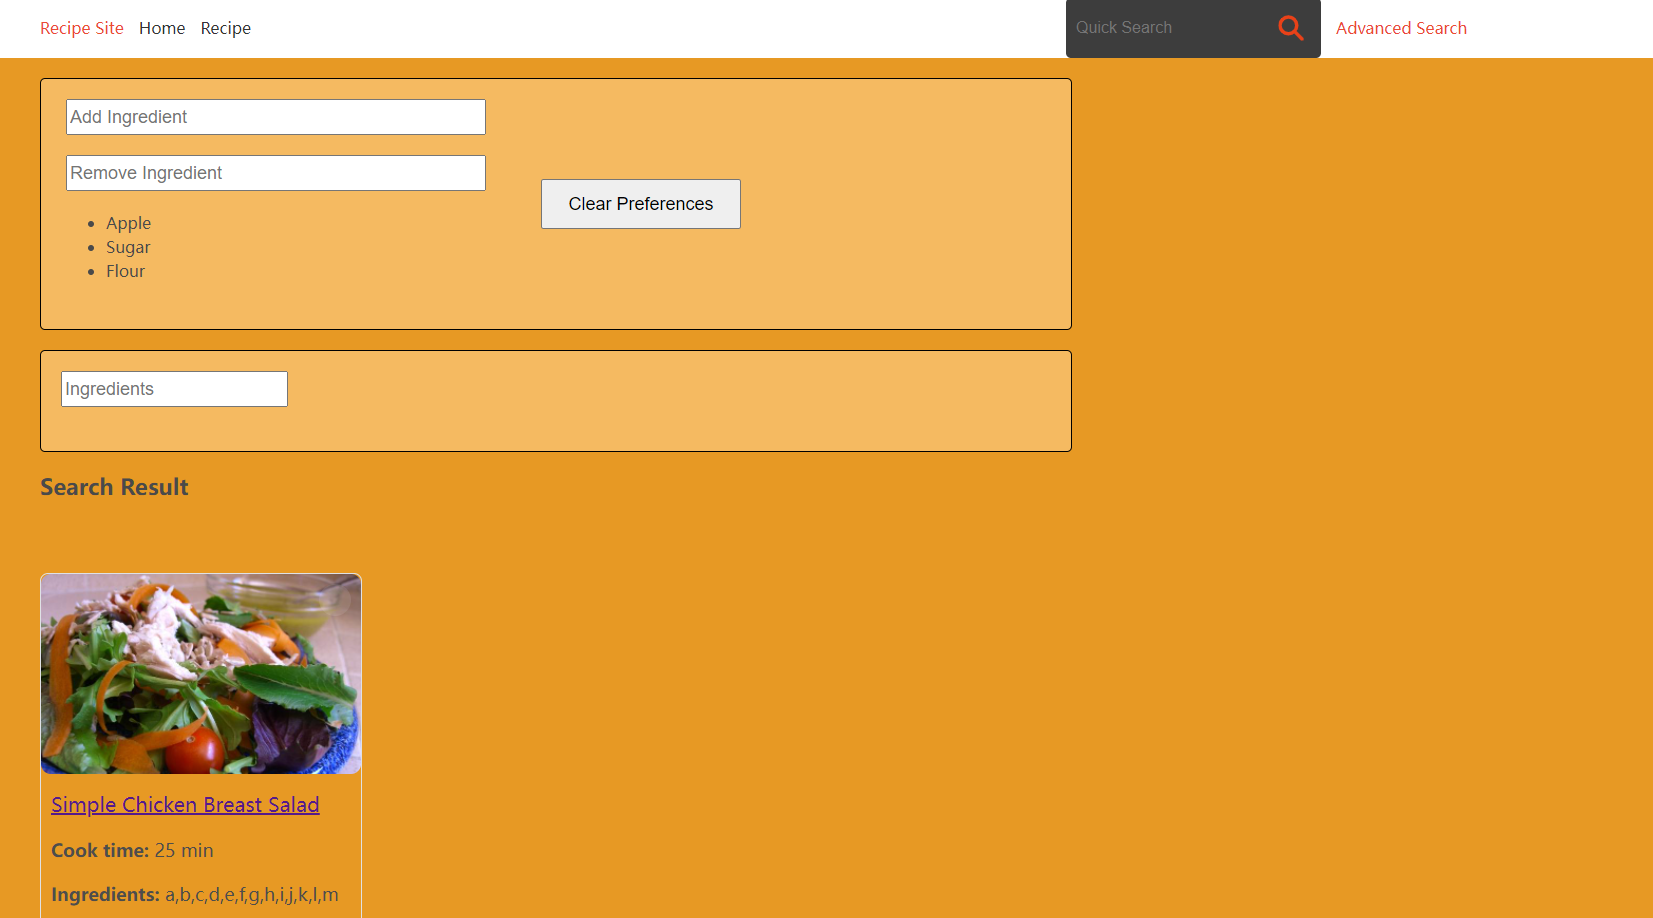 Recipe Site Home Recipe Quick Search Advanced Search
Add Ingredient
Remove Ingredient
Clear Preferences
Apple
Sugar
Flour
Ingredients
Search Result
Simple Chicken Breast Salad
Cook time: 25 min
Ingredients: a,b,c,d,e,f,g,h,i,j,k,l,m